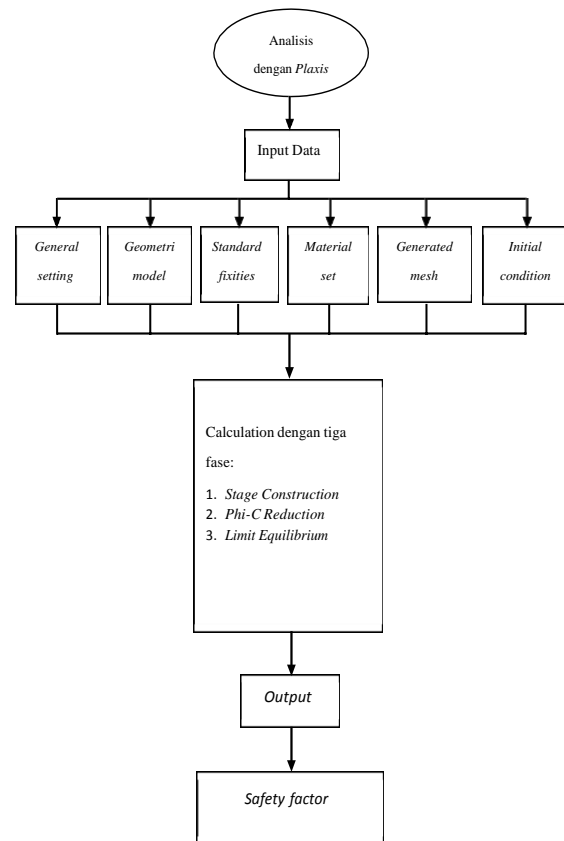 Analisis
dengan Plaxis
Input Data
General
setting
Geometri
model
Standard
fixities
Material
set
Generated
mesh
Initial
condition
Calculation dengan tiga
fase:
1. Stage Construction
2. Phi-C Reduction
3. Limit Equilibrium
Output
Safety factor